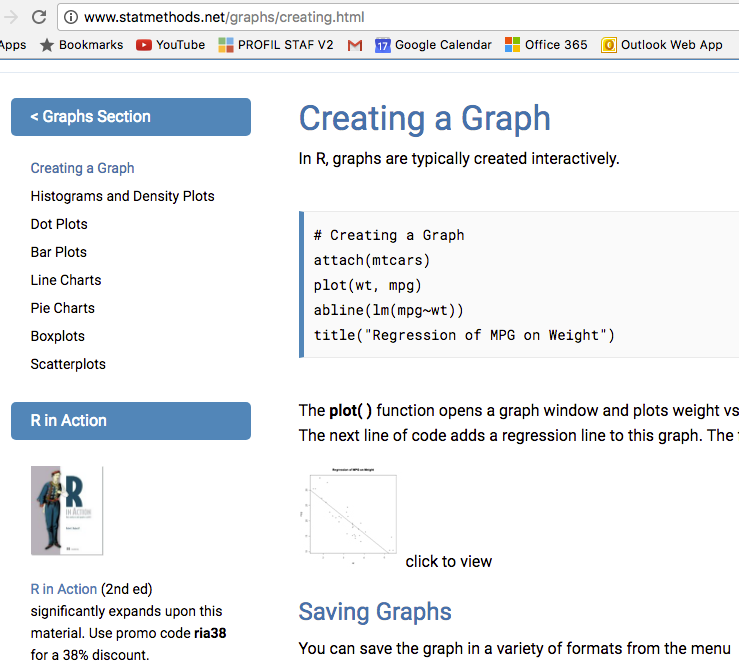 www.statmethods.net/graphs/creating.html
Apps Bookmarks YouTube PROFIL STAF V2 17 Google Calendar Office 365 Outlook Web App
< Graphs Section
Creating a Graph
Histograms and Density Plots
Dot Plots
Bar Plots
Line Charts
Pie Charts
Boxplots
Scatterplots
R in Action
R
IN ACTION
R in Action (2nd ed)
significantly expands upon this
material. Use promo code ria38
for a 38% discount.
Creating a Graph
In R, graphs are typically created interactively.
# Creating a Graph
attach(mtcars)
plot(wt, mpg)
abline(lm(mpg~wt))
title("Regression of MPG on Weight")
The plot( ) function opens a graph window and plots weight vs
The next line of code adds a regression line to this graph. The
Regression of MPG on Weight
click to view
Saving Graphs
You can save the graph in a variety of formats from the menu